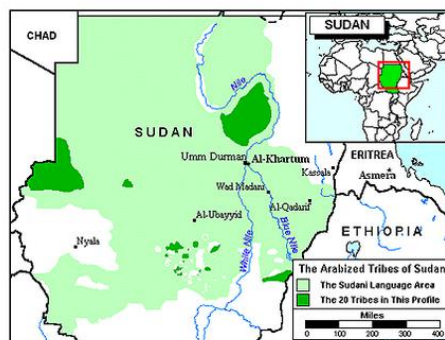 CHAD
SUDAN
SUDAN
Nile
Umm Durman
Al-Khartum
Wad Madani
Kassala
Al-Qadarif
Al-Ubayyid
Nyala
White Nile
Blue Nile
ERITREA
Asmera
ETHIOPIA
The Arabized Tribes of Sudan
The Sudani Language Area
The 20 Tribes in This Profile
Miles
0 100 200 300 400